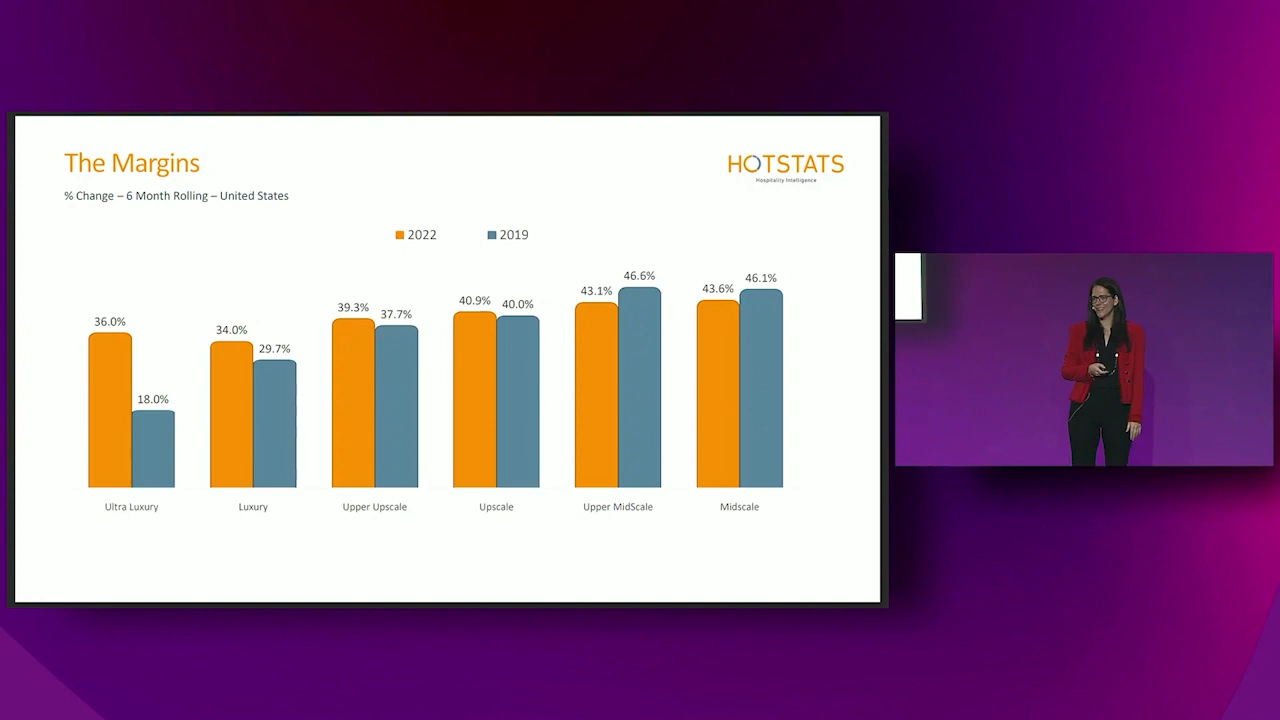 The Margins
HOTSTATS
Hospitality Intelligence
% Change – 6 Month Rolling – United States
2022
2019
36.0%
18.0%
34.0%
29.7%
39.3%
37.7%
40.9%
40.0%
43.1%
46.6%
43.6%
46.1%
Ultra Luxury
Luxury
Upper Upscale
Upscale
Upper MidScale
Midscale